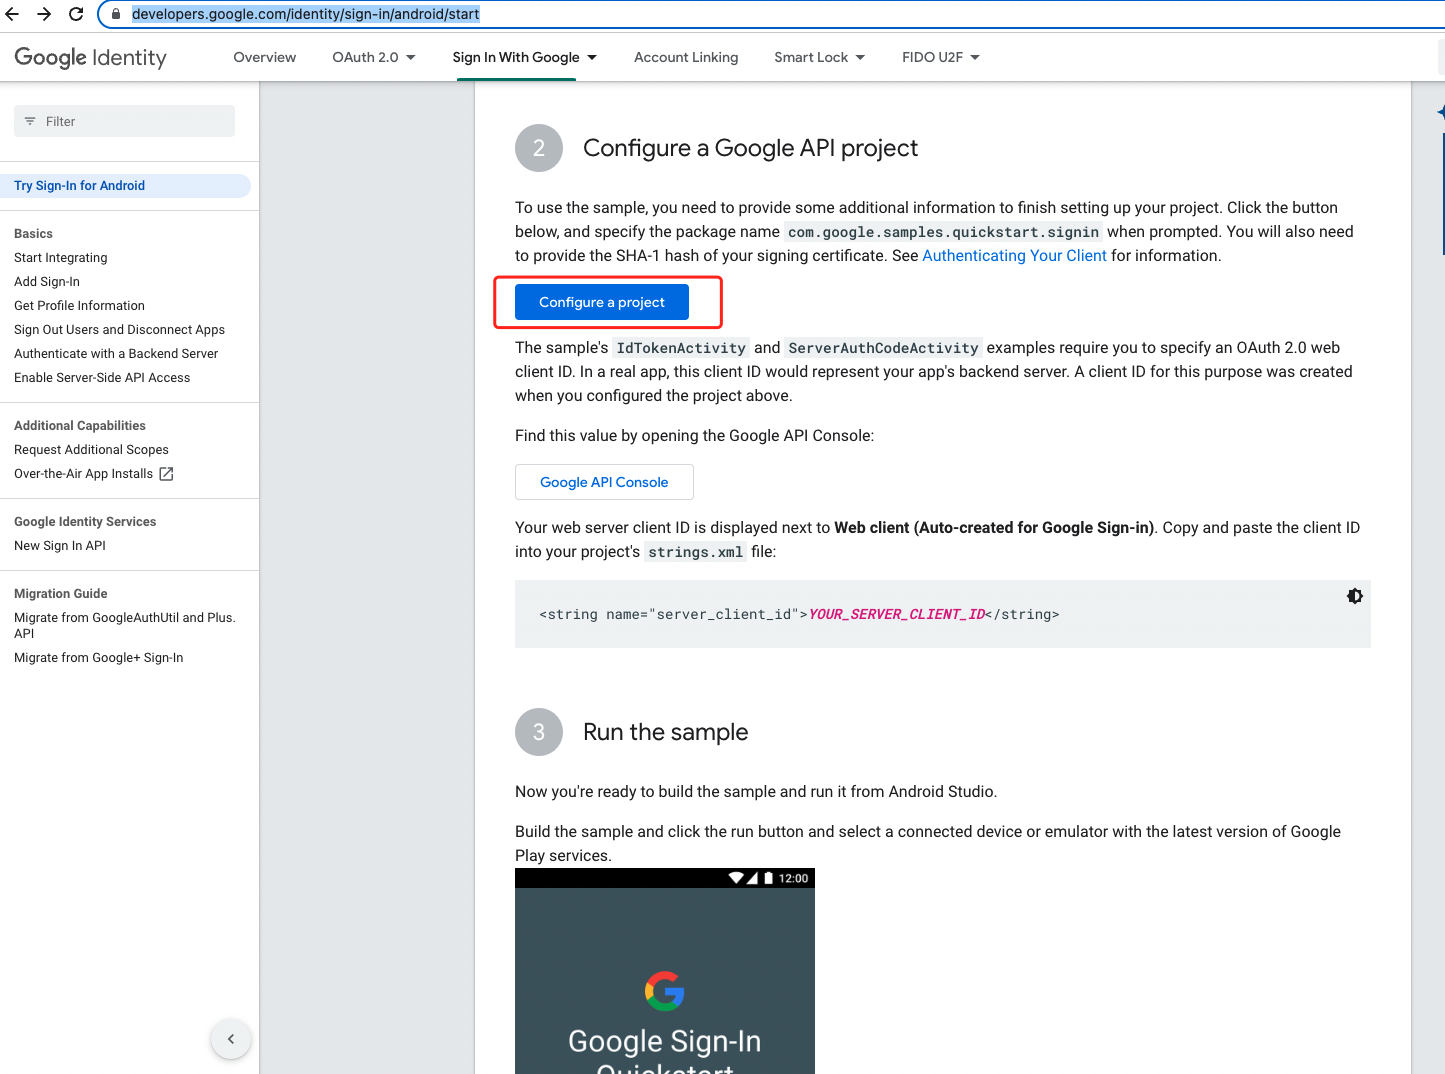 developers.google.com/identity/sign-in/android/start
Google Identity
Overview
OAuth 2.0
Sign In With Google
Account Linking
Smart Lock
FIDO U2F
Filter
Try Sign-In for Android
Basics
Start Integrating
Add Sign-In
Get Profile Information
Sign Out Users and Disconnect Apps
Authenticate with a Backend Server
Enable Server-Side API Access
Additional Capabilities
Request Additional Scopes
Over-the-Air App Installs
Google Identity Services
New Sign In API
Migration Guide
Migrate from GoogleAuthUtil and Plus.
API
Migrate from Google+ Sign-In
2
Configure a Google API project
To use the sample, you need to provide some additional information to finish setting up your project. Click the button
below, and specify the package name com.google.samples.quickstart.signin when prompted. You will also need
to provide the SHA-1 hash of your signing certificate. See Authenticating Your Client for information.
Configure a project
The sample's IdTokenActivity and ServerAuthCodeActivity examples require you to specify an OAuth 2.0 web
client ID. In a real app, this client ID would represent your app's backend server. A client ID for this purpose was created
when you configured the project above.
Find this value by opening the Google API Console:
Google API Console
Your web server client ID is displayed next to Web client (Auto-created for Google Sign-in). Copy and paste the client ID
into your project's strings.xml file:
<string name="server_client_id">YOUR_SERVER_CLIENT_ID</string>
3
Run the sample
Now you're ready to build the sample and run it from Android Studio.
Build the sample and click the run button and select a connected device or emulator with the latest version of Google
Play services.
12:00
Google Sign-In
Quickstart